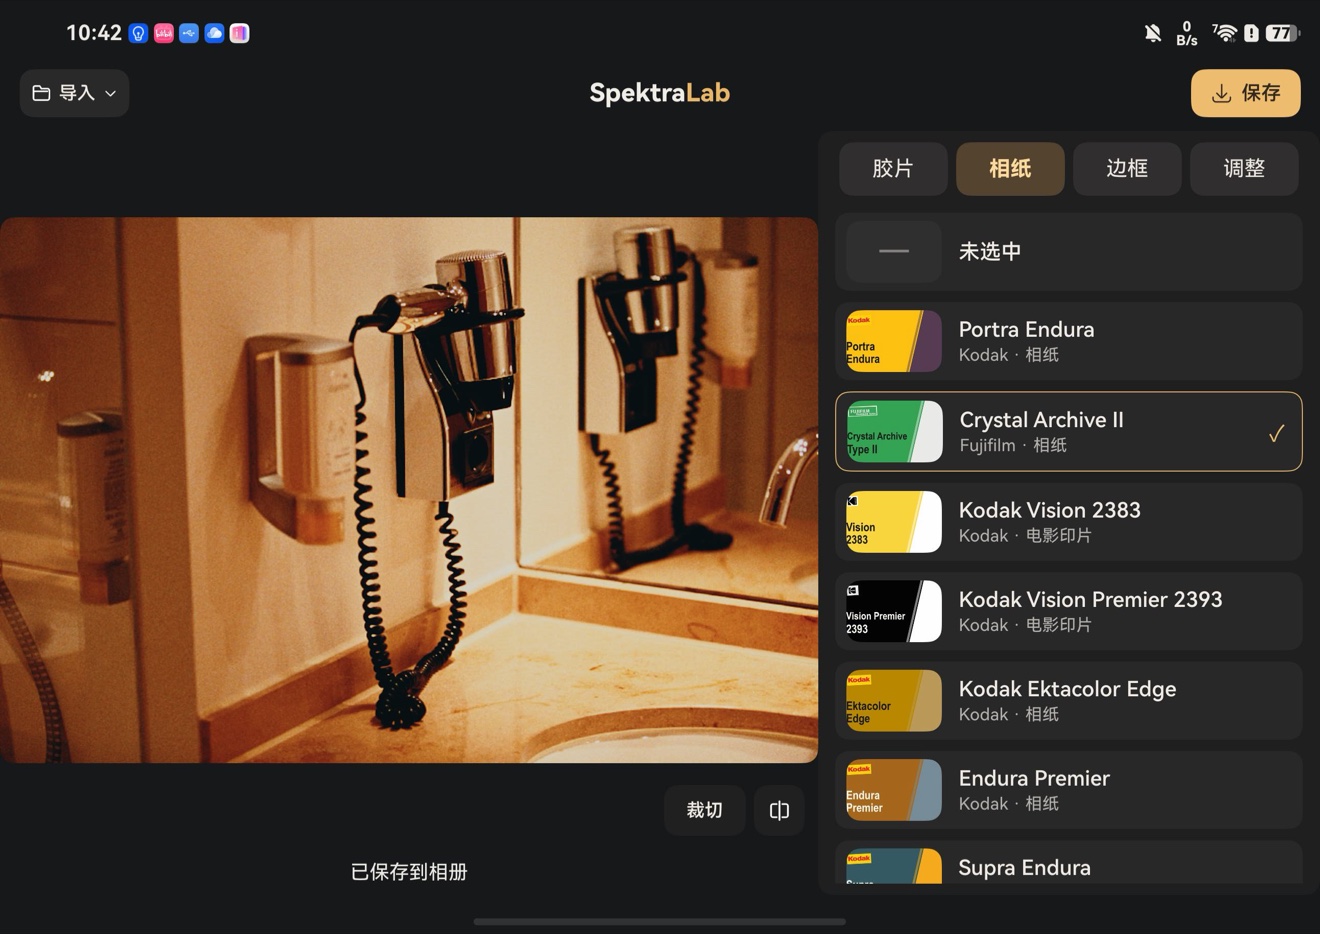 10:42
0
B/s
7
77
导入
SpektraLab
保存
胶片
相纸
边框
调整
未选中
Kodak
Portra
Endura
Portra Endura
Kodak · 相纸
FUJIFILM
Crystal Archive
Type II
Crystal Archive II
Fujifilm · 相纸
Vision
2383
Kodak Vision 2383
Kodak · 电影印片
Vision Premier
2393
Kodak Vision Premier 2393
Kodak · 电影印片
Kodak
Ektacolor
Edge
Kodak Ektacolor Edge
Kodak · 相纸
Kodak
Endura
Premier
Endura Premier
Kodak · 相纸
Kodak
Supra Endura
裁切
已保存到相册